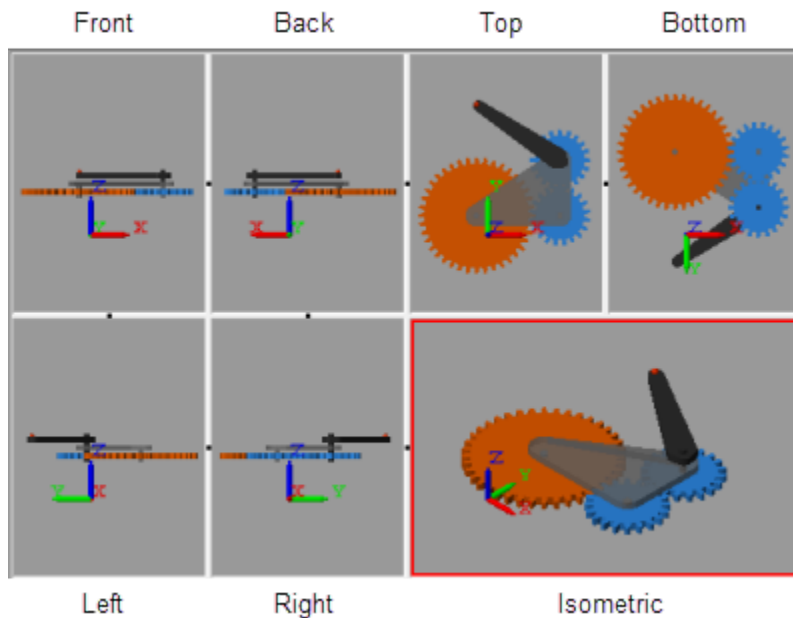 Front Back Top Bottom
Z Y X
Z X Y
Y Z X
Z X Y
Z Y X
Z X Y
Z Y X
Left Right Isometric